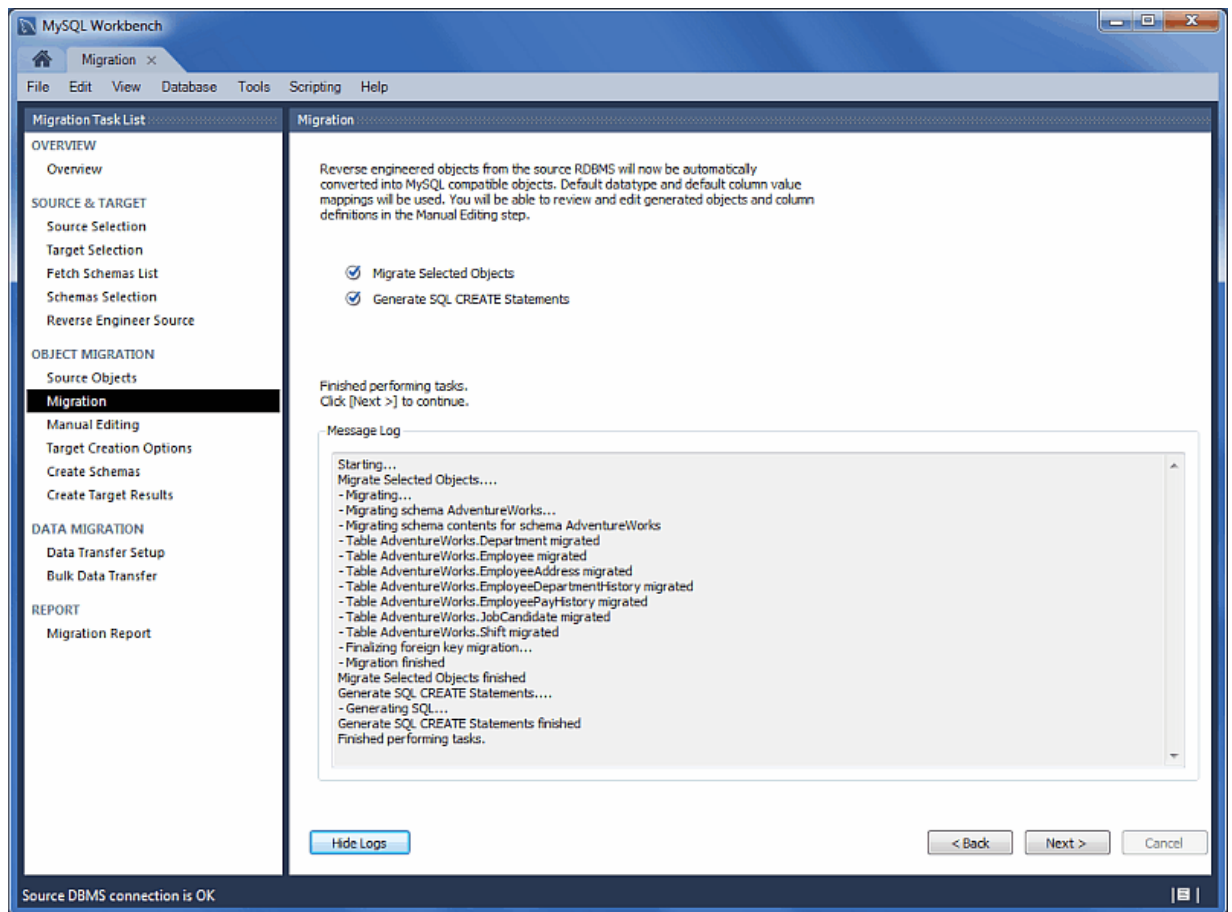 MySQL Workbench
Migration
File Edit View Database Tools Scripting Help
Migration Task List
OVERVIEW
Overview
SOURCE & TARGET
Source Selection
Target Selection
Fetch Schemas List
Schemas Selection
Reverse Engineer Source
OBJECT MIGRATION
Source Objects
Migration
Manual Editing
Target Creation Options
Create Schemas
Create Target Results
DATA MIGRATION
Data Transfer Setup
Bulk Data Transfer
REPORT
Migration Report
Migration
Reverse engineered objects from the source RDBMS will now be automatically
converted into MySQL compatible objects. Default datatype and default column value
mappings will be used. You will be able to review and edit generated objects and column
definitions in the Manual Editing step.
Migrate Selected Objects
Generate SQL CREATE Statements
Finished performing tasks.
Click [Next >] to continue.
Message Log
Starting...
Migrate Selected Objects....
- Migrating...
- Migrating schema AdventureWorks...
- Migrating schema contents for schema AdventureWorks
- Table AdventureWorks.Department migrated
- Table AdventureWorks.Employee migrated
- Table AdventureWorks.EmployeeAddress migrated
- Table AdventureWorks.EmployeeDepartmentHistory migrated
- Table AdventureWorks.EmployeePayHistory migrated
- Table AdventureWorks.JobCandidate migrated
- Table AdventureWorks.Shift migrated
- Finalizing foreign key migration...
- Migration finished
Migrate Selected Objects finished
Generate SQL CREATE Statements....
- Generating SQL...
Generate SQL CREATE Statements finished
Finished performing tasks.
Hide Logs
< Back
Next >
Cancel
Source DBMS connection is OK